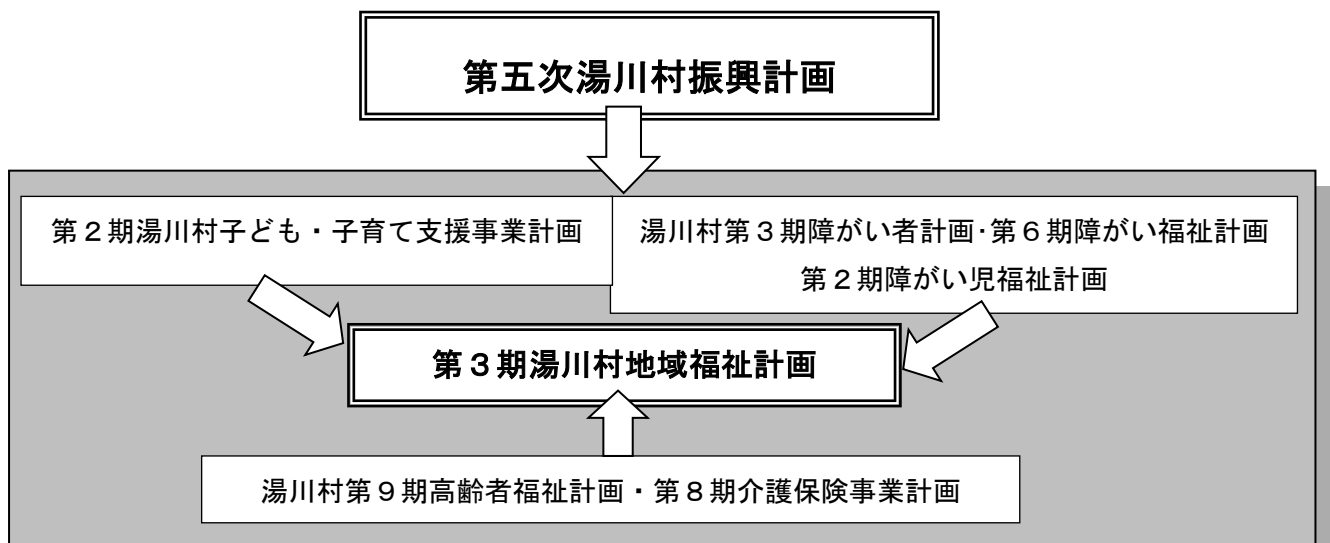 第五次湯川村振興計画
第２期湯川村子ども・子育て支援事業計画
湯川村第３期障がい者計画･第６期障がい福祉計画
第２期障がい児福祉計画
第３期湯川村地域福祉計画
湯川村第９期高齢者福祉計画・第８期介護保険事業計画